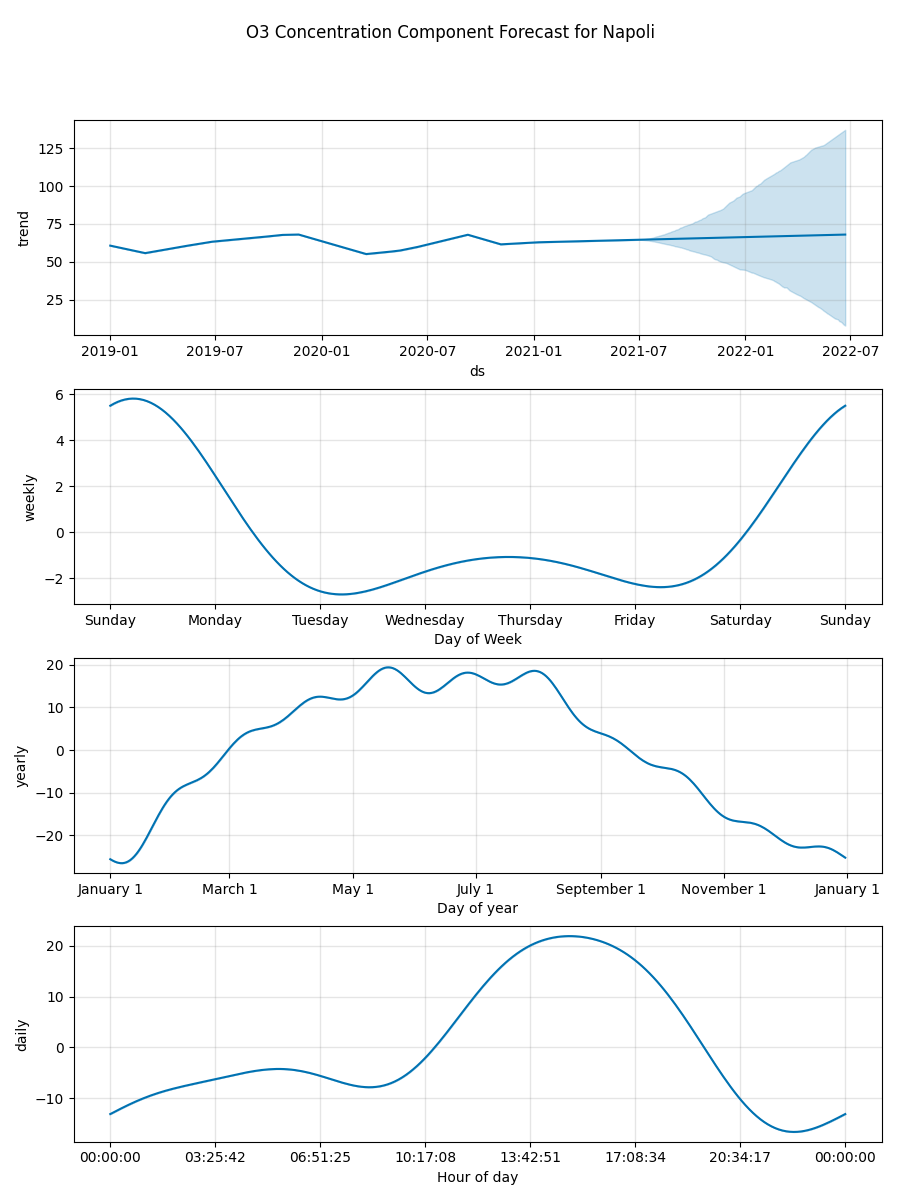 O3 Concentration Component Forecast for Napoli
125
100
75
50
25
trend
2019-01 2019-07 2020-01 2020-07 2021-01 2021-07 2022-01 2022-07
ds
6
4
2
0
−2
weekly
Sunday Monday Tuesday Wednesday Thursday Friday Saturday Sunday
Day of Week
20
10
0
−10
−20
yearly
January 1 March 1 May 1 July 1 September 1 November 1 January 1
Day of year
20
10
0
−10
daily
00:00:00 03:25:42 06:51:25 10:17:08 13:42:51 17:08:34 20:34:17 00:00:00
Hour of day